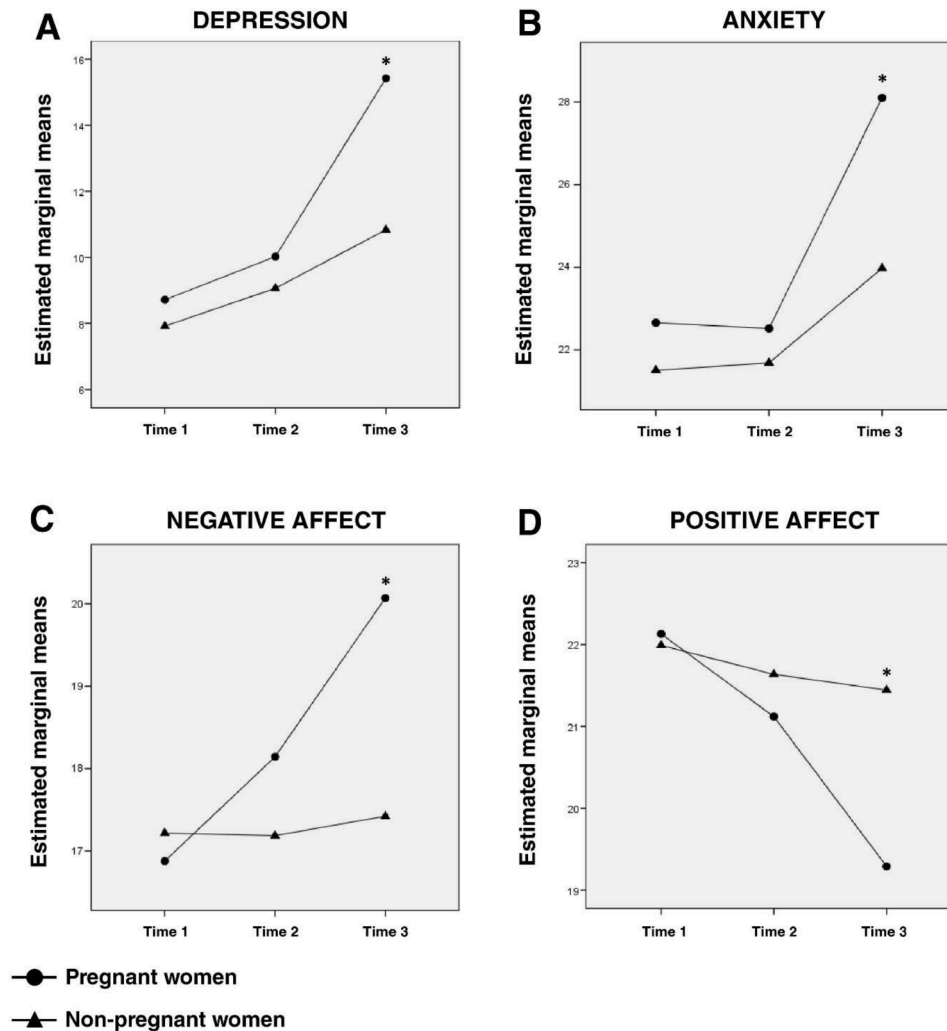 A
DEPRESSION
Estimated marginal means
16
14
12
10
8
6
*
Time 1
Time 2
Time 3
B
ANXIETY
Estimated marginal means
28
26
24
22
*
Time 1
Time 2
Time 3
C
NEGATIVE AFFECT
Estimated marginal means
20
19
18
17
*
Time 1
Time 2
Time 3
D
POSITIVE AFFECT
Estimated marginal means
23
22
21
20
19
*
Time 1
Time 2
Time 3
Pregnant women
Non-pregnant women